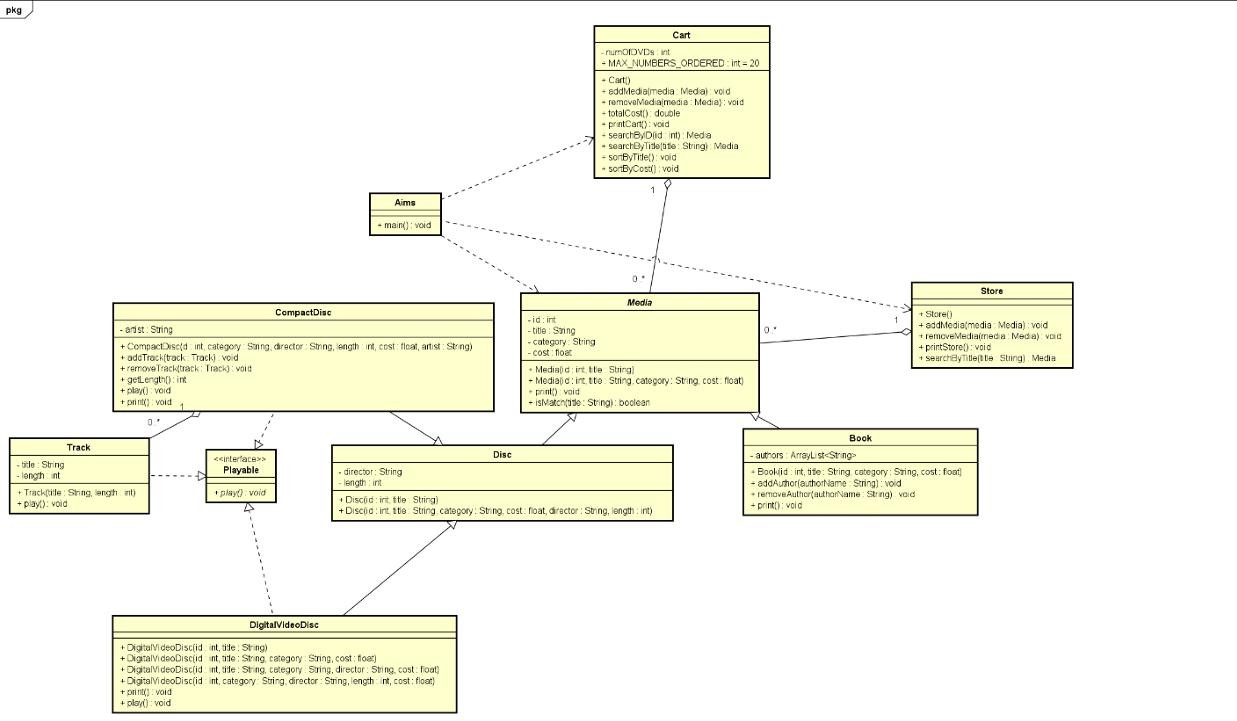 pkg
Cart
- numOfDVDs : int
+ MAX_NUMBERS_ORDERED : int = 20
+ Cart()
+ addMedia(media : Media) : void
+ removeMedia(media : Media) : void
+ totalCost() : double
+ printCart() : void
+ searchByID(id : int) : Media
+ searchByTitle(title : String) : Media
+ sortByTitle() : void
+ sortByCost() : void
1
0..*
Aims
+ main() : void
Media
- id : int
- title : String
- category : String
- cost : float
+ Media(id : int, title : String)
+ Media(id : int, title : String, category : String, cost : float)
+ print() : void
+ isMatch(title : String) : boolean
0..*
1
Store
+ Store()
+ addMedia(media : Media) : void
+ removeMedia(media : Media) : void
+ printStore() : void
+ searchByTitle(title : String) : Media
CompactDisc
- artist : String
+ CompactDisc(id : int, category : String, director : String, length : int, cost : float, artist : String)
+ addTrack(track : Track) : void
+ removeTrack(track : Track) : void
+ getLength() : int
+ play() : void
+ print() : void
1
0..*
Track
- title : String
- length : int
+ Track(title : String, length : int)
+ play() : void
<<interface>>
Playable
+ play() : void
Disc
- director : String
- length : int
+ Disc(id : int, title : String)
+ Disc(id : int, title : String, category : String, cost : float, director : String, length : int)
Book
- authors : ArrayList<String>
+ Book(id : int, title : String, category : String, cost : float)
+ addAuthor(authorName : String) : void
+ removeAuthor(authorName : String) : void
+ print() : void
DigitalVideoDisc
+ DigitalVideoDisc(id : int, title : String)
+ DigitalVideoDisc(id : int, title : String, category : String, cost : float)
+ DigitalVideoDisc(id : int, title : String, category : String, director : String, cost : float)
+ DigitalVideoDisc(id : int, category : String, director : String, length : int, cost : float)
+ print() : void
+ play() : void